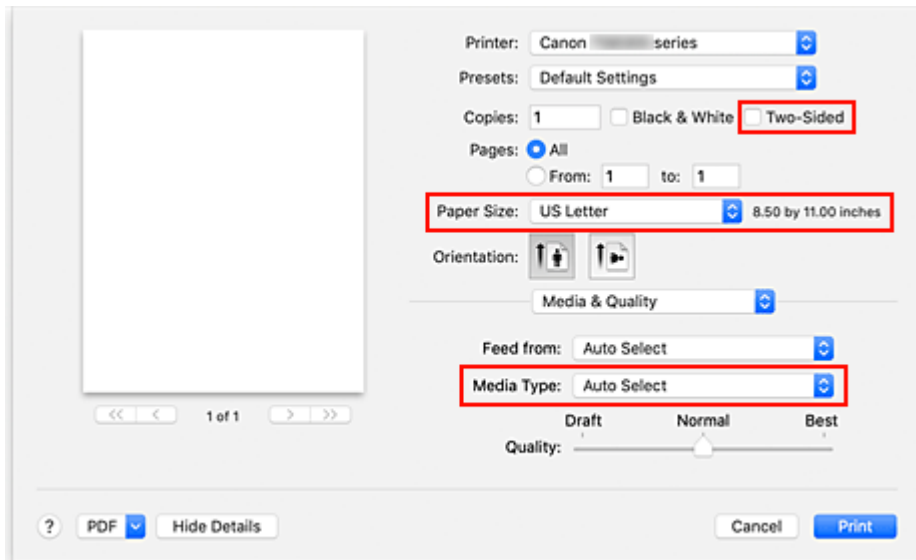 Printer: Canon series
Presets: Default Settings
Copies: 1 Black & White Two-Sided
Pages: All
From: 1 to: 1
Paper Size: US Letter 8.50 by 11.00 inches
Orientation:
Media & Quality
Feed from: Auto Select
Media Type: Auto Select
<< < 1 of 1 > >>
Draft Normal Best
Quality:
? PDF Hide Details Cancel Print